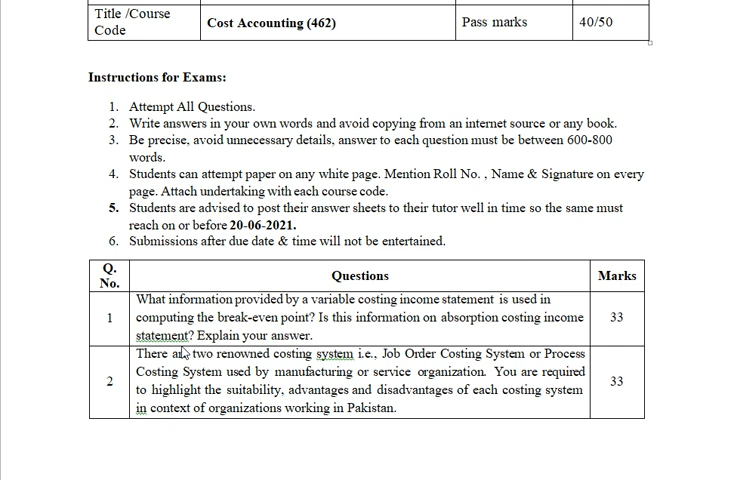 Title /Course
Code
Cost Accounting (462)
Pass marks
40/50
Instructions for Exams:
1. Attempt All Questions.
2. Write answers in your own words and avoid copying from an internet source or any book.
3. Be precise, avoid unnecessary details, answer to each question must be between 600-800
words.
4. Students can attempt paper on any white page. Mention Roll No. , Name & Signature on every
page. Attach undertaking with each course code.
5. Students are advised to post their answer sheets to their tutor well in time so the same must
reach on or before 20-06-2021.
6. Submissions after due date & time will not be entertained.
Q.
No.
Questions
Marks
1
What information provided by a variable costing income statement is used in
computing the break-even point? Is this information on absorption costing income
statement? Explain your answer.
33
2
There are two renowned costing system i.e., Job Order Costing System or Process
Costing System used by manufacturing or service organization. You are required
to highlight the suitability, advantages and disadvantages of each costing system
in context of organizations working in Pakistan.
33